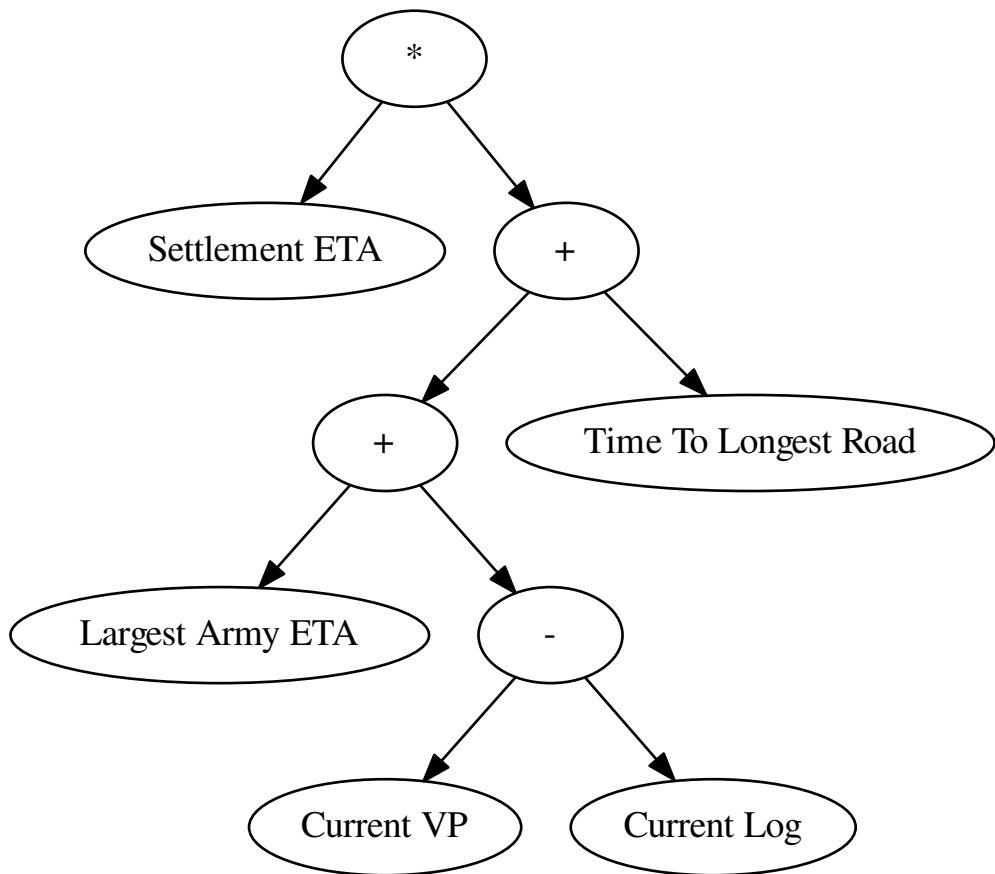 *
Settlement ETA
+
+
Time To Longest Road
Largest Army ETA
-
Current VP
Current Log